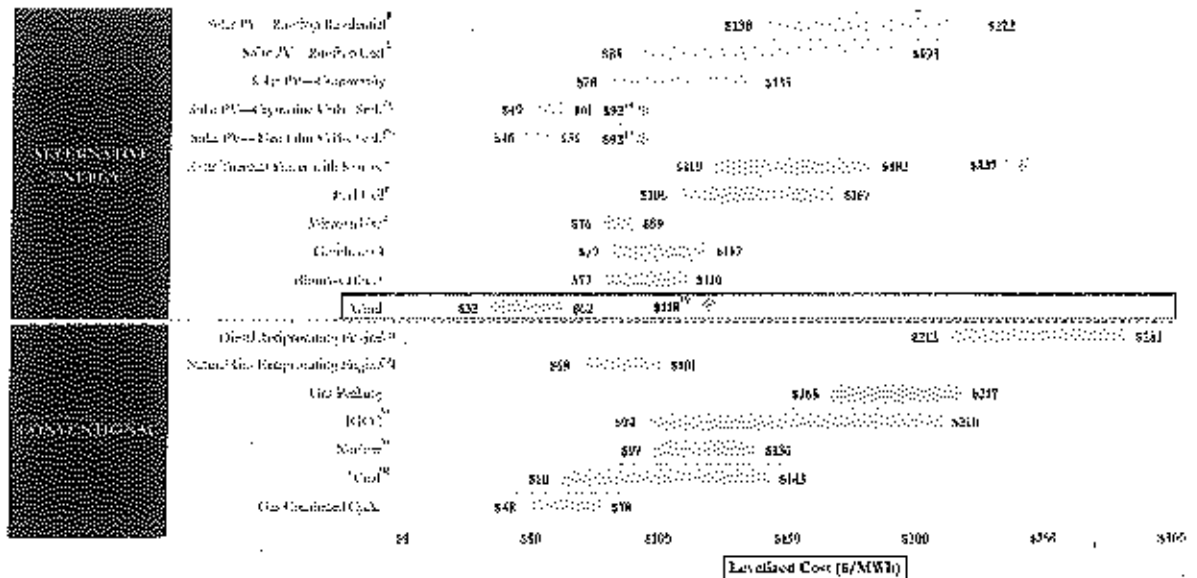 Solar PV—Rooftop Residential $138 $222
Solar PV—Rooftop C&I $88 $193
Solar PV—Community $78 $135
Solar PV—Crystalline Utility Scale $49 $61 $92
Solar PV—Thin Film Utility Scale $46 $56 $92
Solar Thermal Tower with Storage $119 $182 $237
Fuel Cell $106 $167
Microturbine $76 $89
Geothermal $79 $117
Biomass Direct $77 $110
Wind $32 $62 $118
ALTERNATIVE
ENERGY
Diesel Reciprocating Engine $212 $281
Natural Gas Reciprocating Engine $68 $101
Gas Peaking $165 $217
IGCC $94 $210
Nuclear $97 $136
Coal $60 $143
Gas Combined Cycle $48 $78
CONVENTIONAL
$0 $50 $100 $150 $200 $250 $300
Levelized Cost ($/MWh)